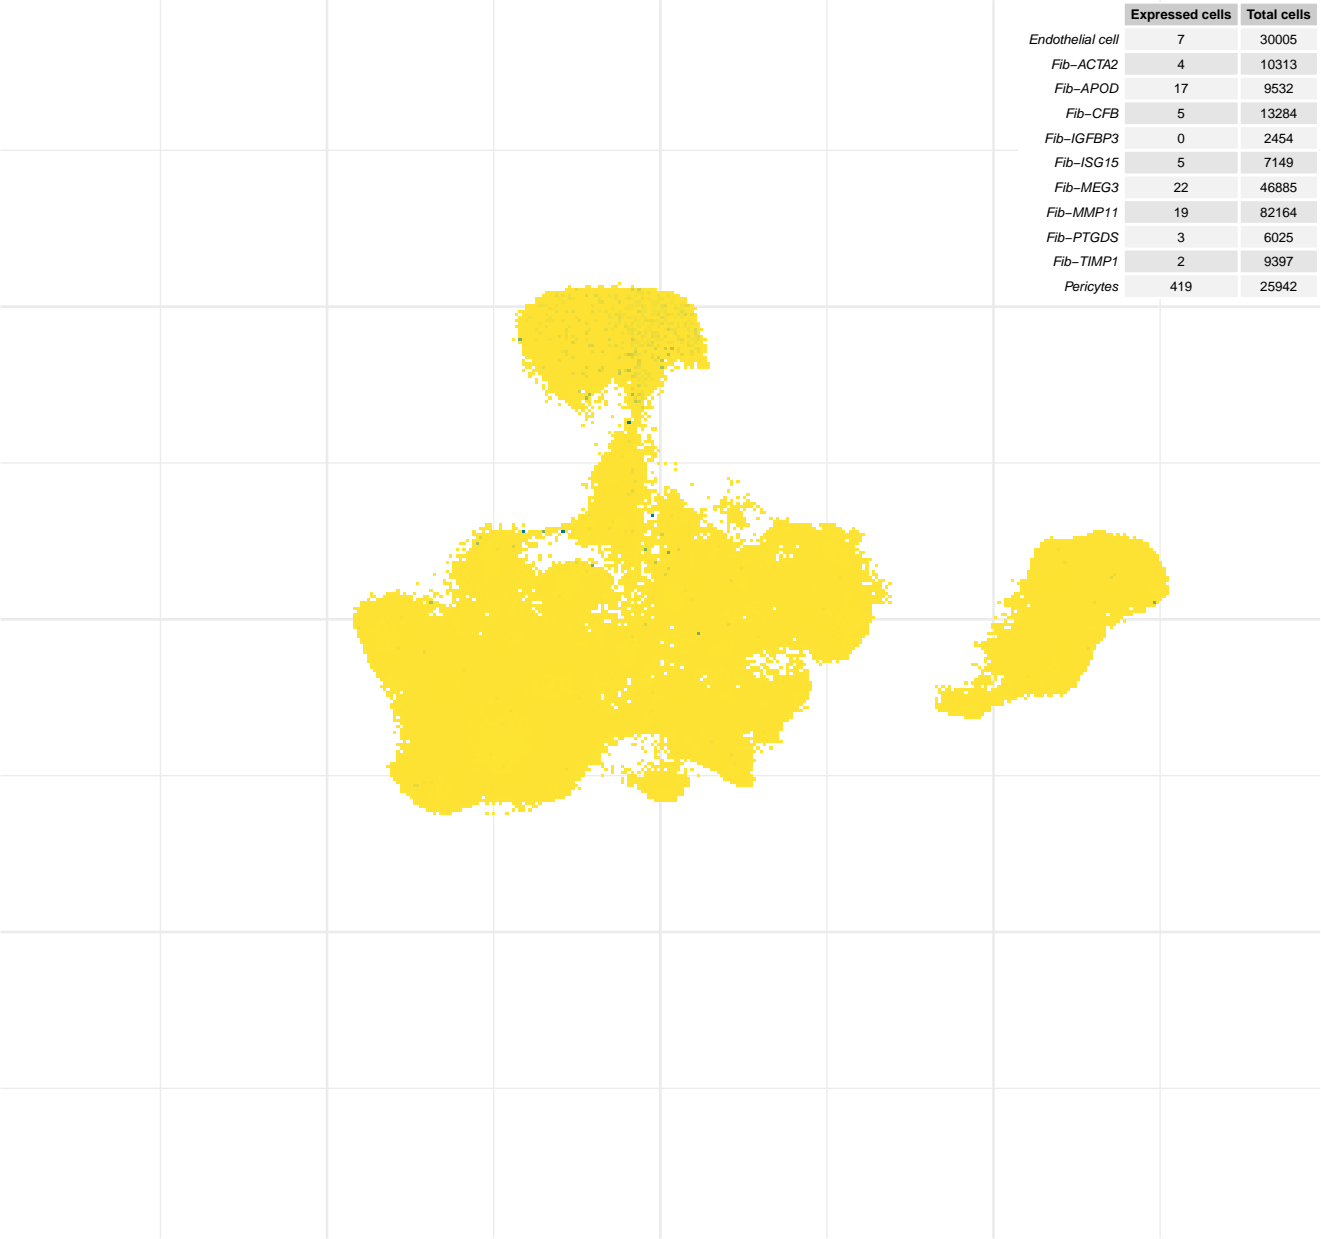 Expressed cells Total cells
Endothelial cell 7 30005
Fib−ACTA2 4 10313
Fib−APOD 17 9532
Fib−CFB 5 13284
Fib−IGFBP3 0 2454
Fib−ISG15 5 7149
Fib−MEG3 22 46885
Fib−MMP11 19 82164
Fib−PTGDS 3 6025
Fib−TIMP1 2 9397
Pericytes 419 25942